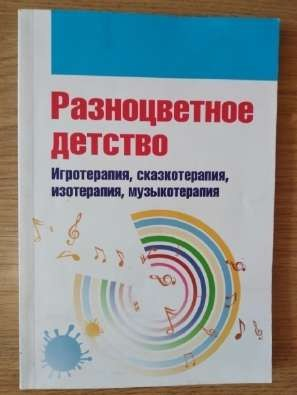 Разноцветное
детство
Игротерапия, сказкотерапия,
изотерапия, музыкотерапия